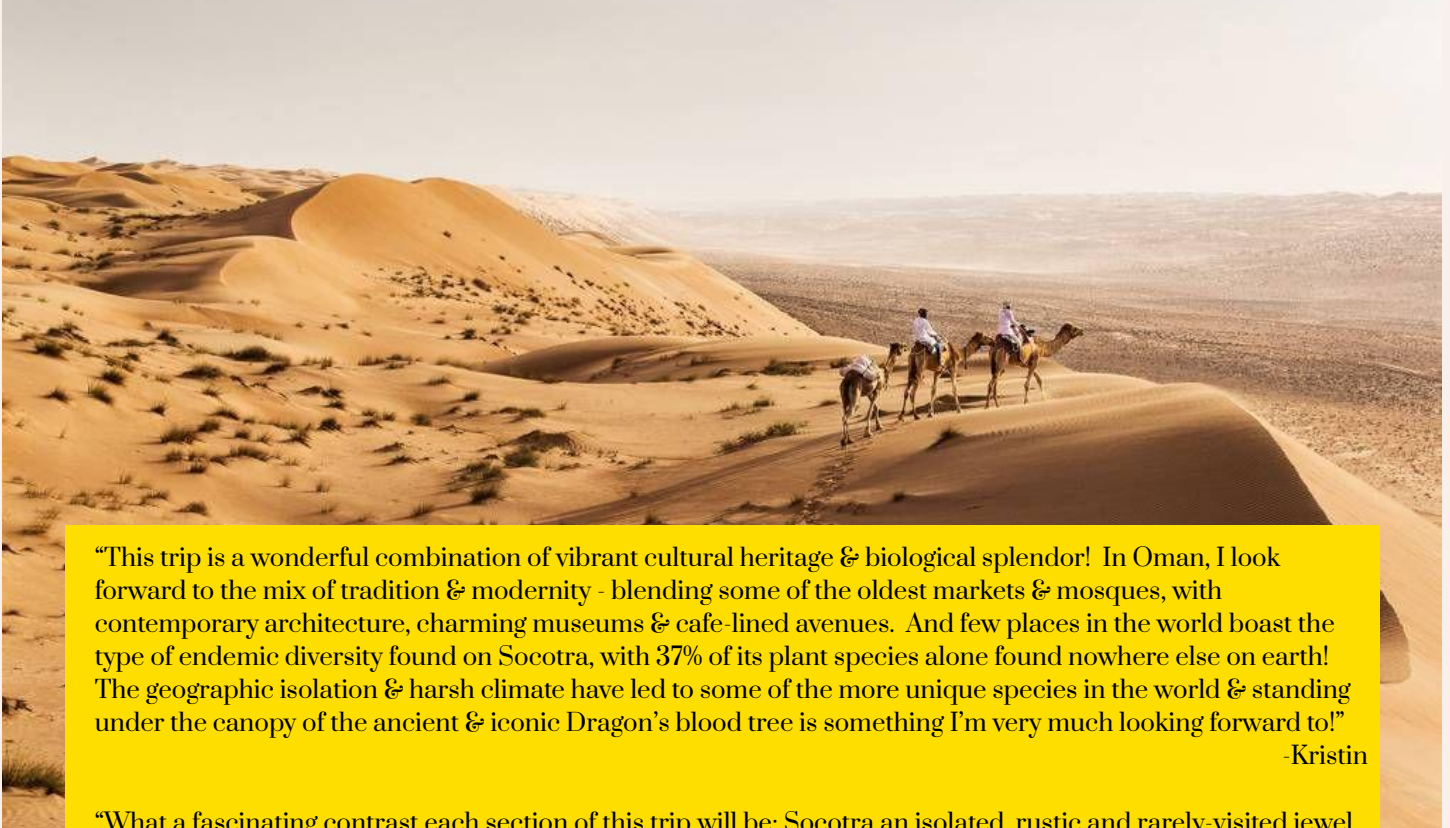 “This trip is a wonderful combination of vibrant cultural heritage & biological splendor!  In Oman, I look
forward to the mix of tradition & modernity - blending some of the oldest markets & mosques, with
contemporary architecture, charming museums & cafe-lined avenues.  And few places in the world boast the
type of endemic diversity found on Socotra, with 37% of its plant species alone found nowhere else on earth!
The geographic isolation & harsh climate have led to some of the more unique species in the world & standing
under the canopy of the ancient & iconic Dragon’s blood tree is something I’m very much looking forward to!”
-Kristin
“What a fascinating contrast each section of this trip will be: Socotra an isolated, rustic and rarely-visited jewel